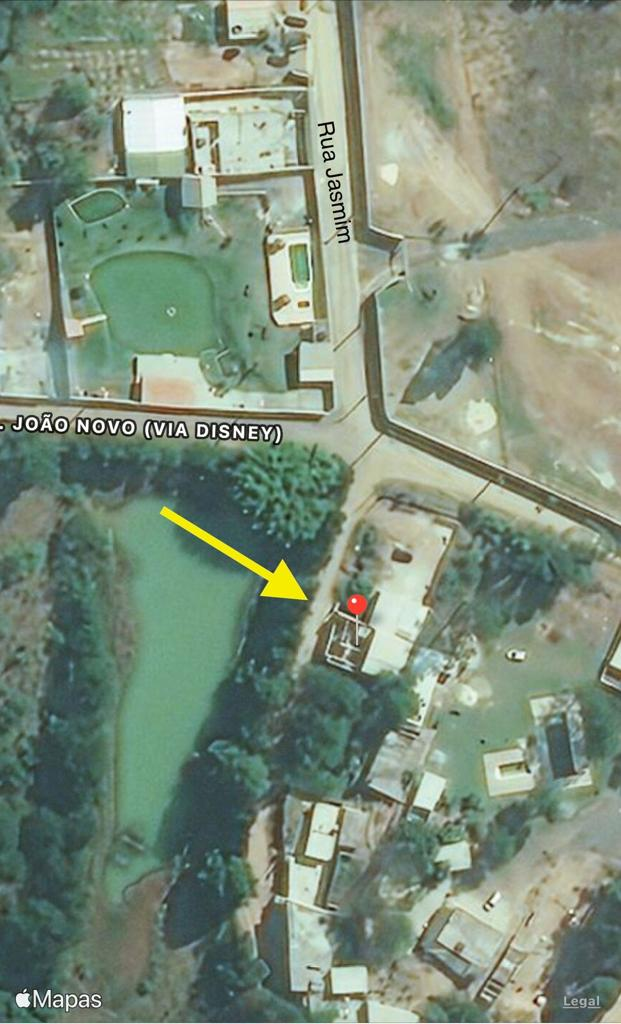 Rua Jasmim
. JOÃO NOVO (VIA DISNEY)
Mapas
Legal